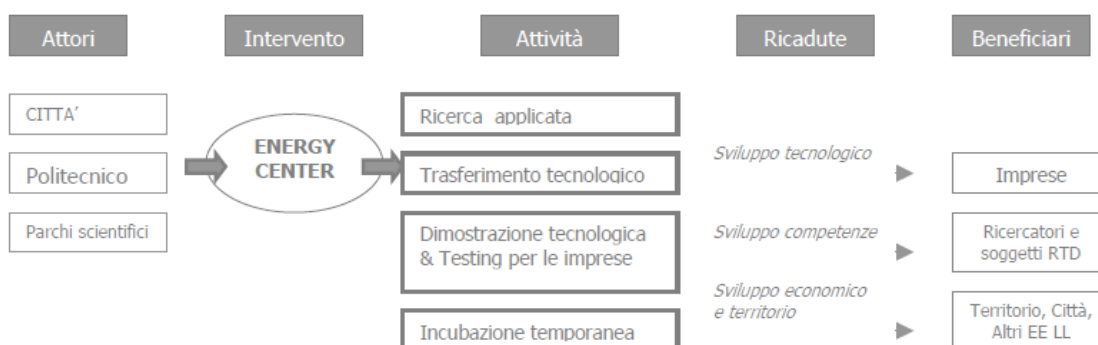 Attori
Intervento
Attività
Ricadute
Beneficiari
CITTA'
Politecnico
Parchi scientifici
ENERGY
CENTER
Ricerca applicata
Trasferimento tecnologico
Dimostrazione tecnologica
& Testing per le imprese
Incubazione temporanea
Sviluppo tecnologico
Sviluppo competenze
Sviluppo economico
e territorio
Imprese
Ricercatori e
soggetti RTD
Territorio, Città,
Altri EE LL